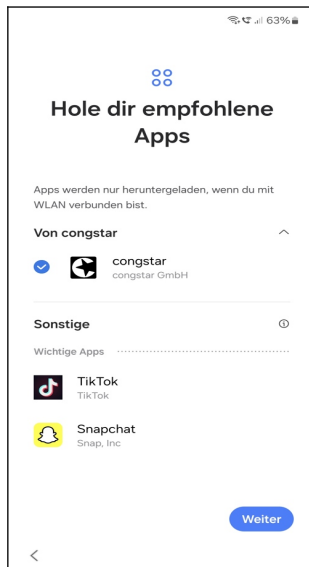 63%
Hole dir empfohlene
Apps
Apps werden nur heruntergeladen, wenn du mit
WLAN verbunden bist.
Von congstar
congstar
congstar GmbH
Sonstige
Wichtige Apps
TikTok
TikTok
Snapchat
Snap, Inc
Weiter